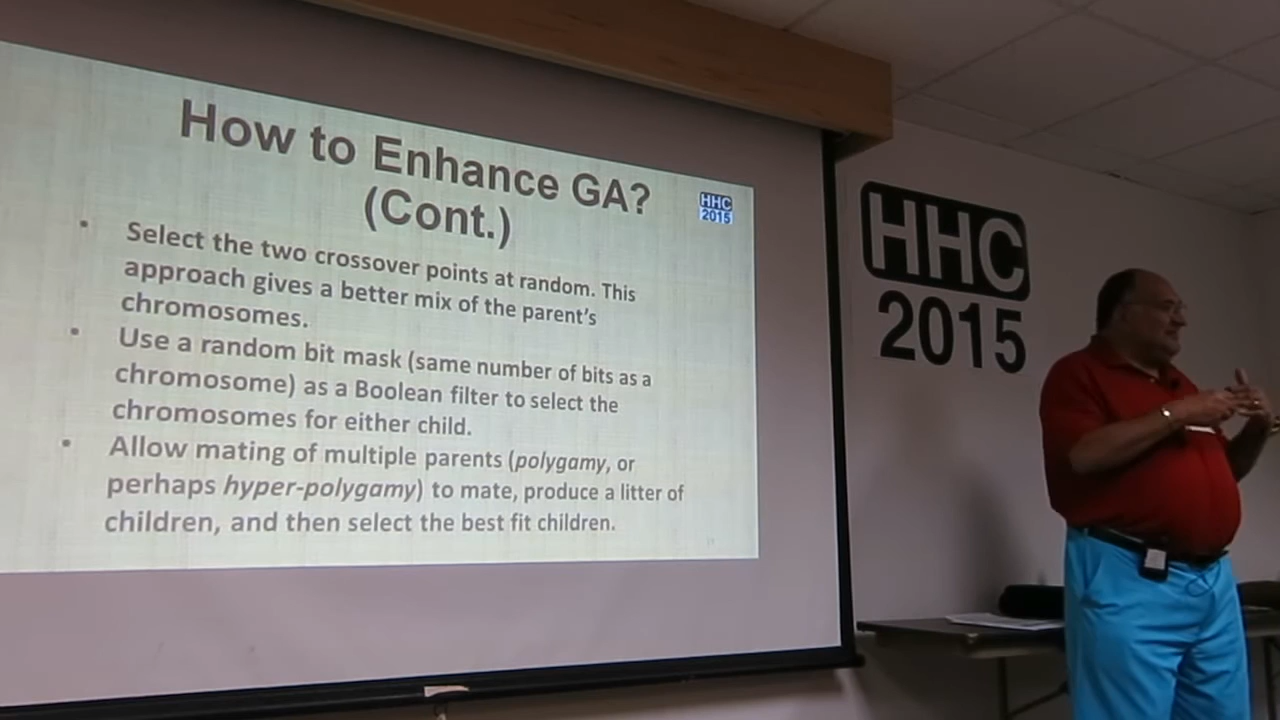 How to Enhance GA?
(Cont.)
HHC
2015
• Select the two crossover points at random. This
approach gives a better mix of the parent's
chromosomes.
• Use a random bit mask (same number of bits as a
chromosome) as a Boolean filter to select the
chromosomes for either child.
• Allow mating of multiple parents (polygamy, or
perhaps hyper-polygamy) to mate, produce a litter of
children, and then select the best fit children.
HHC
2015